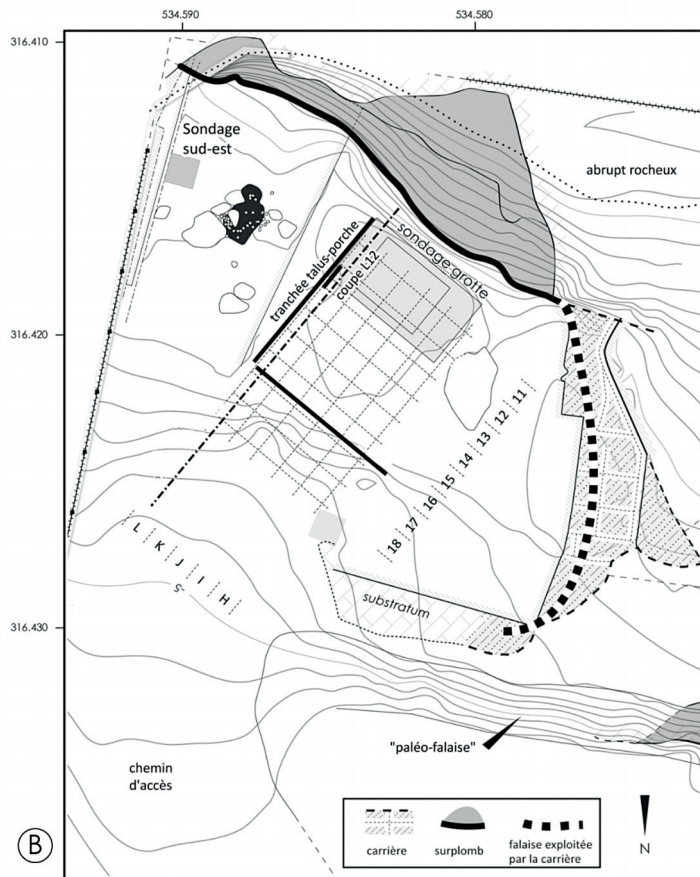 534.590
534.580
316.410
Sondage
sud-est
abrupt rocheux
tranchée talus-porche
coupe L12
sondage grotte
316.420
11
12
13
14
15
16
17
18
L
K
J
I
H
5
substratum
316.430
"paléo-falaise"
chemin
d'accès
B
carrière
surplomb
falaise exploitée
par la carrière
N